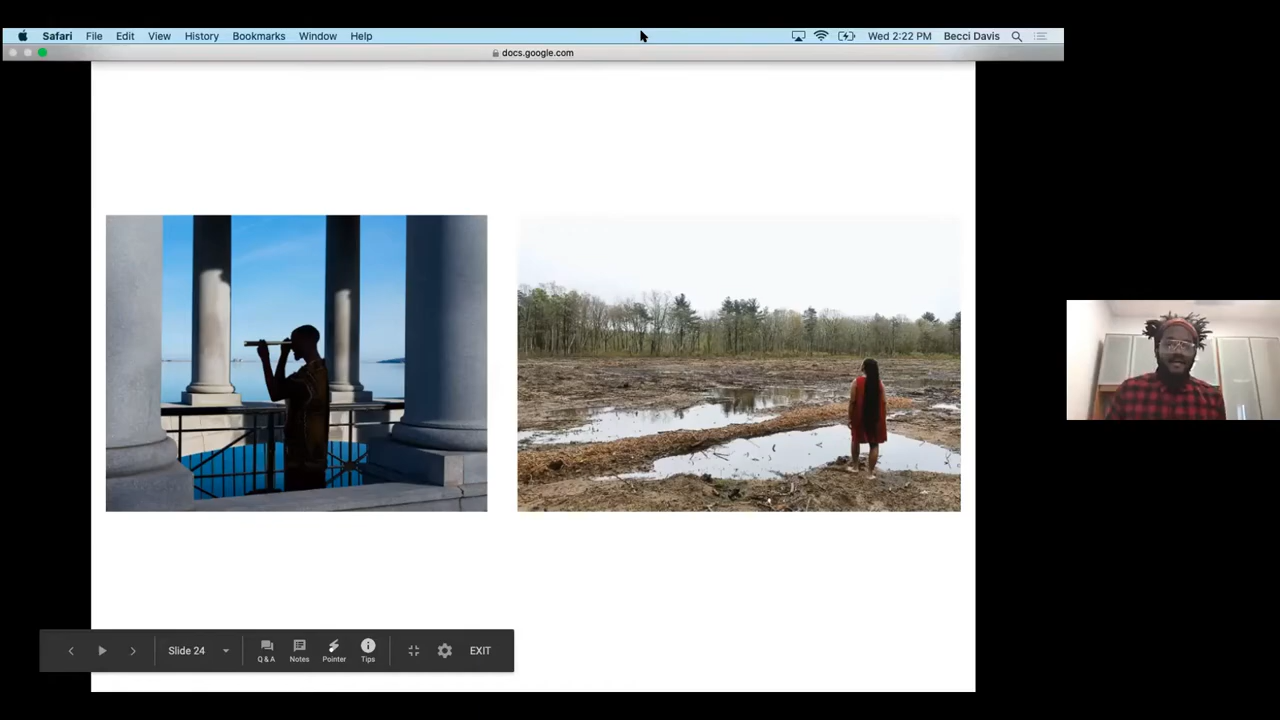 Safari File Edit View History Bookmarks Window Help Wed 2:22 PM Becci Davis
docs.google.com
Slide 24 Q&A Notes Pointer Tips EXIT